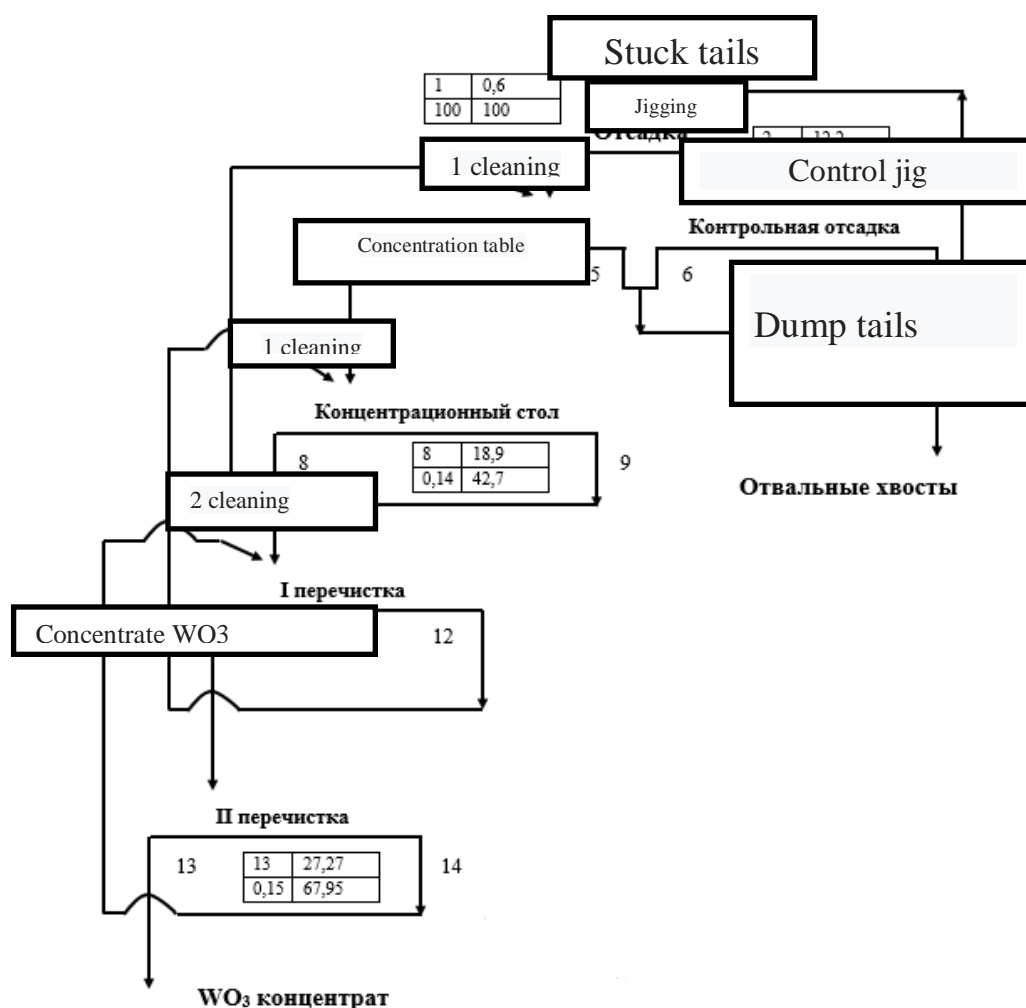 Stuck tails
1 0,6
100 100
Jigging
Отсадка
1 cleaning
Control jig
Контрольная отсадка
Concentration table
5 6
Dump tails
1 cleaning
Концентрационный стол
8
8 18,9
0,14 42,7
9
Отвальные хвосты
2 cleaning
I перечистка
Concentrate WO3
12
II перечистка
13
13 27,27
0,15 67,95
14
WO₃ концентрат